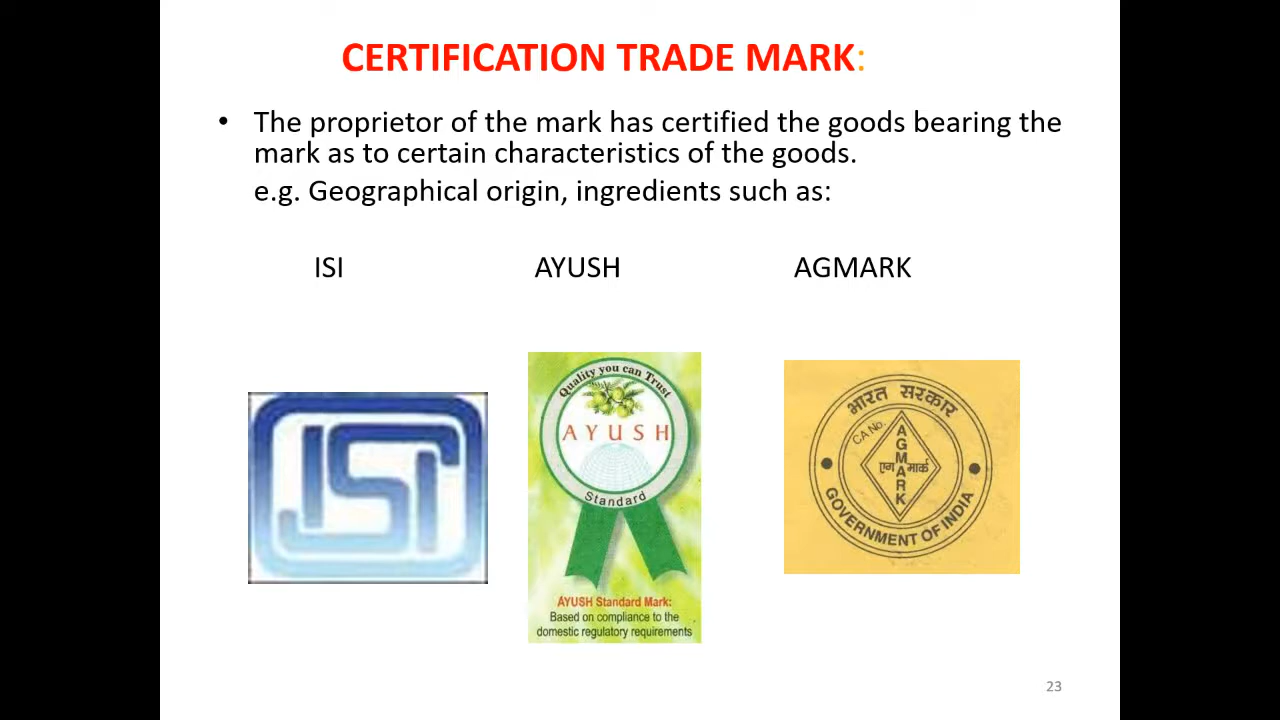 CERTIFICATION TRADE MARK:
• The proprietor of the mark has certified the goods bearing the
mark as to certain characteristics of the goods.
e.g. Geographical origin, ingredients such as:
ISI AYUSH AGMARK
ISI
Quality you can Trust
AYUSH
Standard
AYUSH Standard Mark:
Based on compliance to the
domestic regulatory requirements
भारत सरकार
CA No.
AGMARK
एग मार्क
GOVERNMENT OF INDIA
23